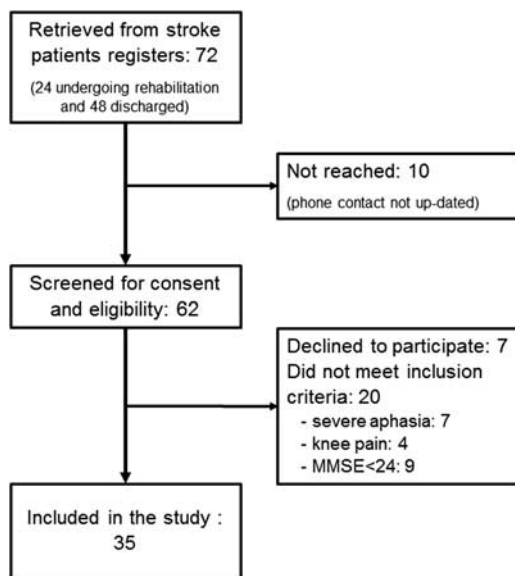 Retrieved from stroke
patients registers: 72
(24 undergoing rehabilitation
and 48 discharged)
Not reached: 10
(phone contact not up-dated)
Screened for consent
and eligibility: 62
Declined to participate: 7
Did not meet inclusion
criteria: 20
- severe aphasia: 7
- knee pain: 4
- MMSE<24: 9
Included in the study :
35